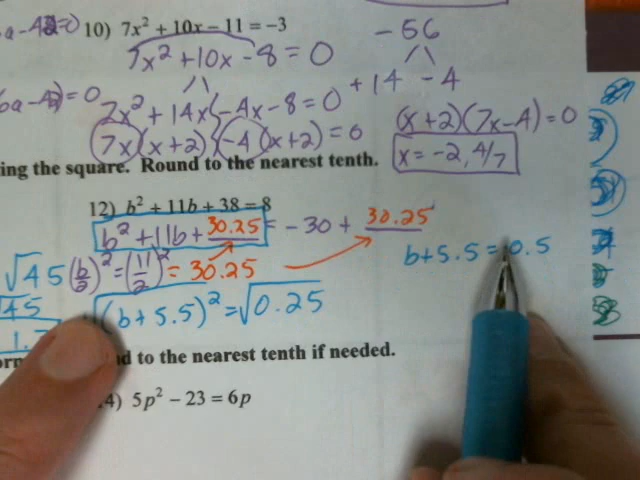 10) 7x² + 10x − 11 = −3
7x² + 10x − 8 = 0
−56
+14 −4
7x² + 14x − 4x − 8 = 0
7x(x+2) −4(x+2) = 0
(x+2)(7x−4) = 0
x = −2, 4/7
ing the square. Round to the nearest tenth.
12) b² + 11b + 38 = 8
b² + 11b + 30.25 = −30 + 30.25
√45
(b/2)² = (11/2)² = 30.25
√(b+5.5)² = √0.25
b + 5.5 = 0.5
nd to the nearest tenth if needed.
4) 5p² − 23 = 6p